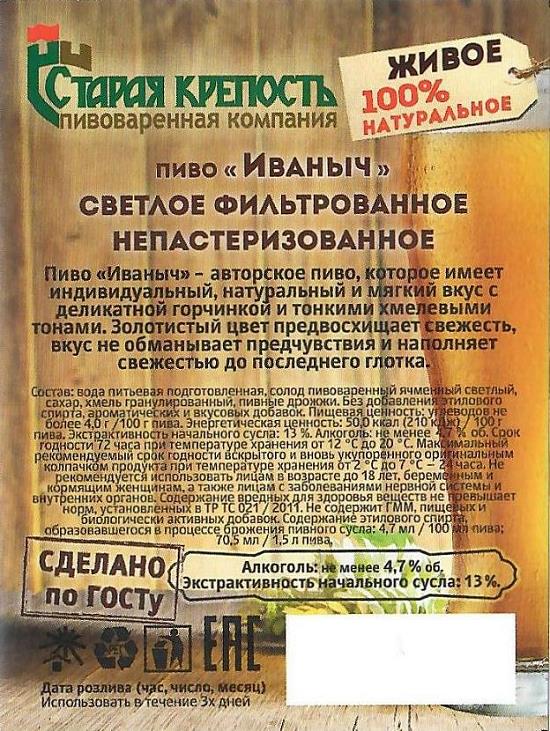 Старая Крепость
пивоваренная компания
ЖИВОЕ
100%
НАТУРАЛЬНОЕ
пиво « Иваныч »
светлое фильтрованное
непастеризованное
Пиво «Иваныч» – авторское пиво, которое имеет
индивидуальный, натуральный и мягкий вкус с
деликатной горчинкой и тонкими хмелевыми
тонами. Золотистый цвет предвосхищает свежесть,
вкус не обманывает предчувствия и наполняет
свежестью до последнего глотка.
Состав: вода питьевая подготовленная, солод пивоваренный ячменный светлый,
сахар, хмель гранулированный, пивные дрожжи. Без добавления этилового
спирта, ароматических и вкусовых добавок. Пищевая ценность: углеводов не
более 4,0 г / 100 г пива. Энергетическая ценность: 50,0 ккал (210 кДж) / 100 г
пива. Экстрактивность начального сусла: 13 %. Алкоголь: не менее 4,7 % об. Срок
годности 72 часа при температуре хранения от 12 °С до 20 °С. Максимальный
рекомендуемый срок годности вскрытого и вновь укупоренного оригинальным
колпачком продукта при температуре хранения от 2 °С до 7 °С – 24 часа. Не
рекомендуется использовать лицам в возрасте до 18 лет, беременным и
кормящим женщинам, а также лицам с заболеваниями нервной системы и
внутренних органов. Содержание вредных для здоровья веществ не превышает
норм, установленных в ТР ТС 021 / 2011. Не содержит ГММ, пищевых и
биологически активных добавок. Содержание этилового спирта,
образовавшегося в процессе брожения пивного сусла: 4,7 мл / 100 мл пива;
70,5 мл / 1,5 л пива.
СДЕЛАНО
по ГОСТу
Алкоголь: не менее 4,7 % об.
Экстрактивность начального сусла: 13 %.
ЕАС
Дата розлива (час, число, месяц)
Использовать в течение 3х дней